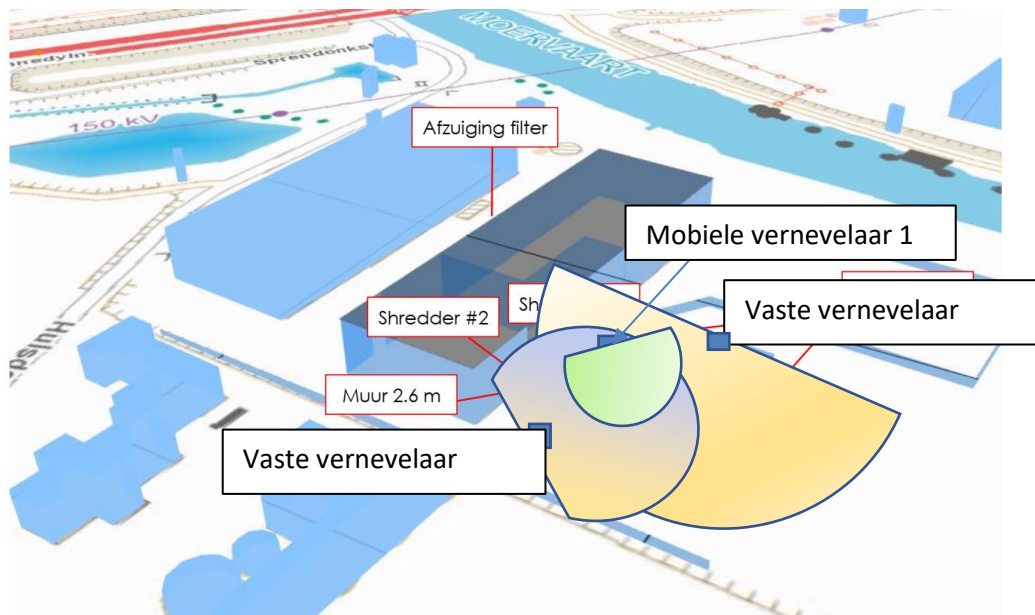 MOERVAART
Sprendonkst
150 kV
Afzuiging filter
Mobiele vernevelaar 1
Vaste vernevelaar
Shredder #2
Sh
Muur 2.6 m
Vaste vernevelaar